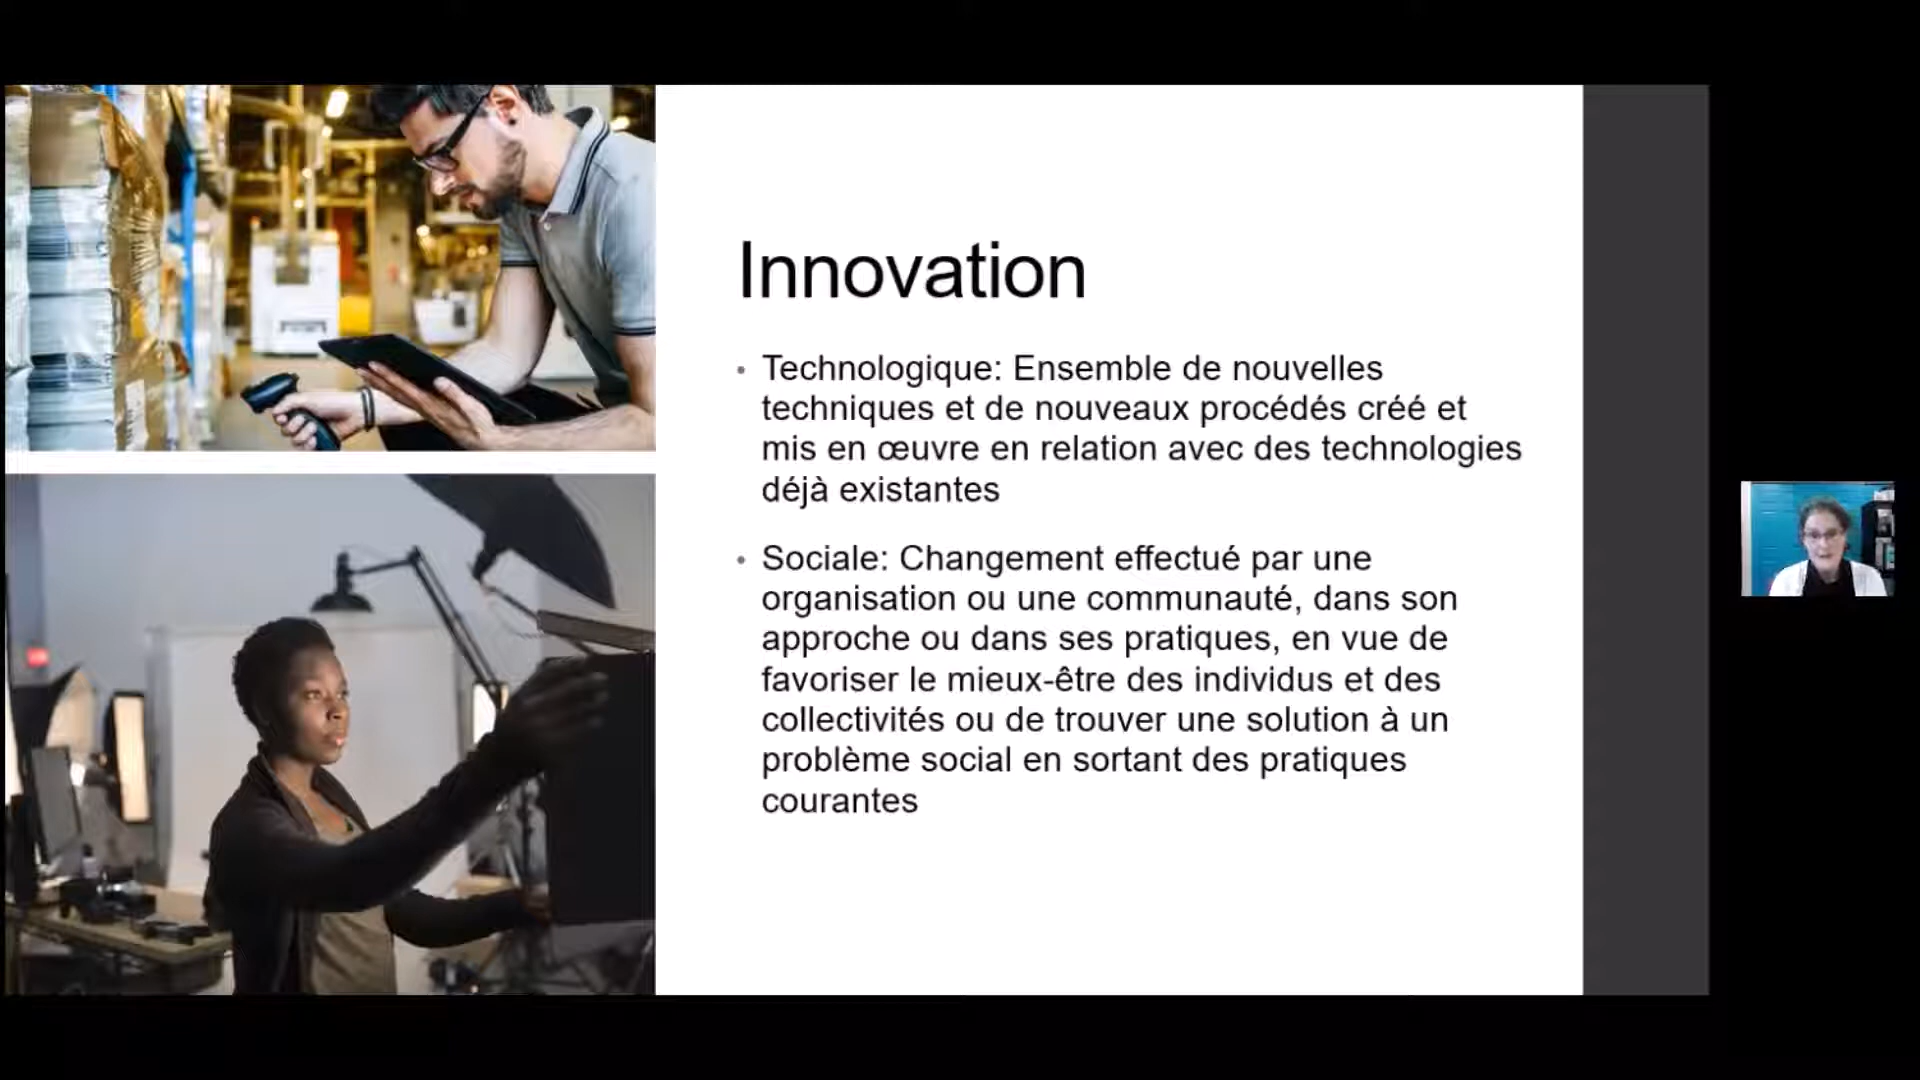 Innovation
• Technologique: Ensemble de nouvelles
techniques et de nouveaux procédés créé et
mis en œuvre en relation avec des technologies
déjà existantes
• Sociale: Changement effectué par une
organisation ou une communauté, dans son
approche ou dans ses pratiques, en vue de
favoriser le mieux-être des individus et des
collectivités ou de trouver une solution à un
problème social en sortant des pratiques
courantes